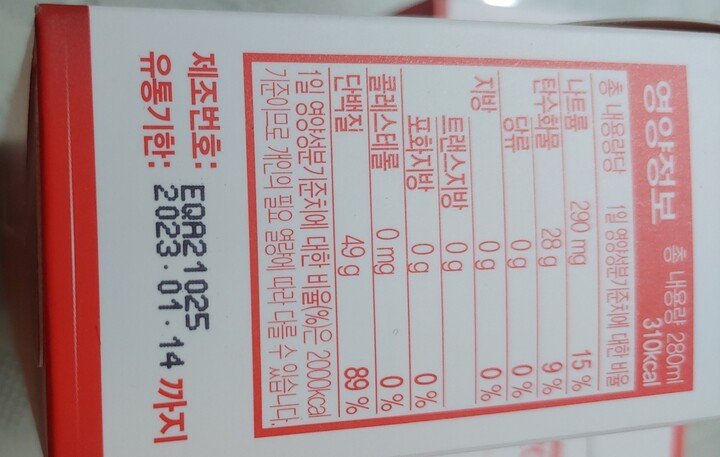 영양정보
총 내용량 280ml
310kcal
총 내용량당 1일 영양성분기준치에 대한 비율
나트륨 290 mg 15 %
탄수화물 28 g 9 %
당류 0 g 0 %
지방 0 g 0 %
트랜스지방 0 g
포화지방 0 g 0 %
콜레스테롤 0 mg 0 %
단백질 49 g 89 %
1일 영양성분기준치에 대한 비율(%)은 2000kcal
기준이므로 개인의 필요 열량에 따라 다를 수 있습니다.
제조번호: EQA21025
유통기한: 2023.01.14 까지